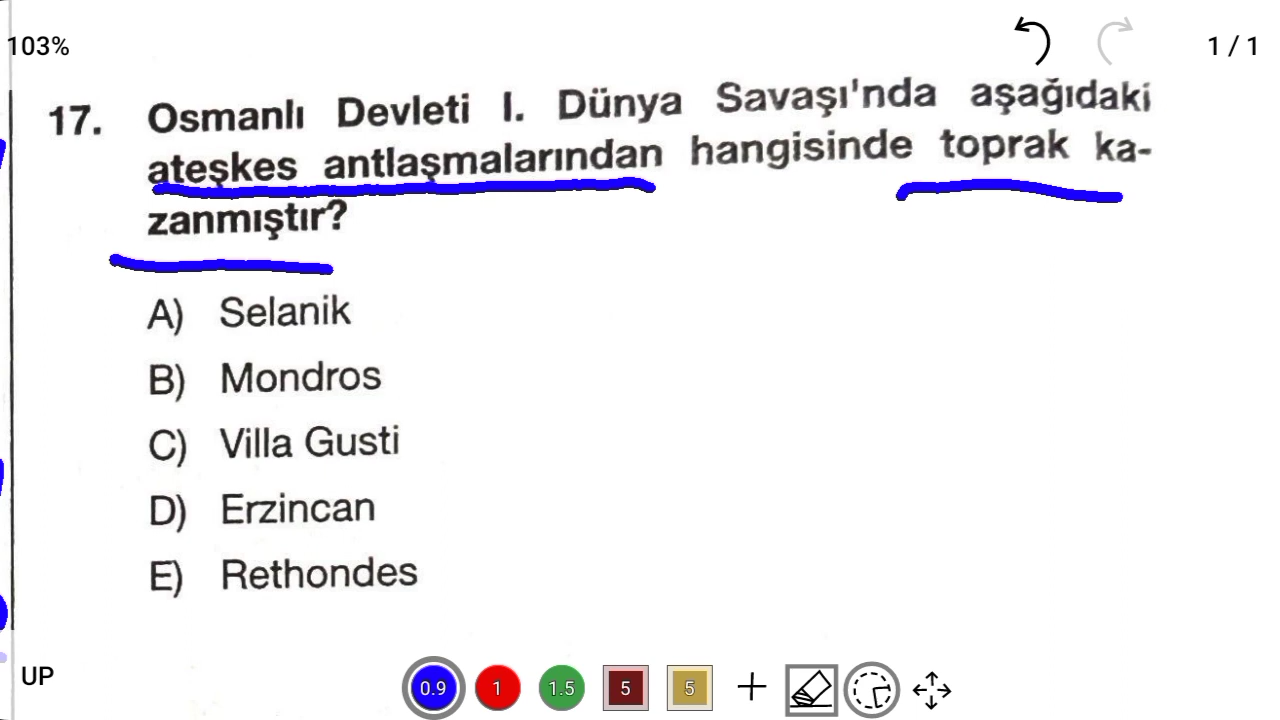 103%
1 / 1
17. Osmanlı Devleti I. Dünya Savaşı'nda aşağıdaki
ateşkes antlaşmalarından hangisinde toprak ka-
zanmıştır?
A) Selanik
B) Mondros
C) Villa Gusti
D) Erzincan
E) Rethondes
UP
0.9 1 1.5 5 5